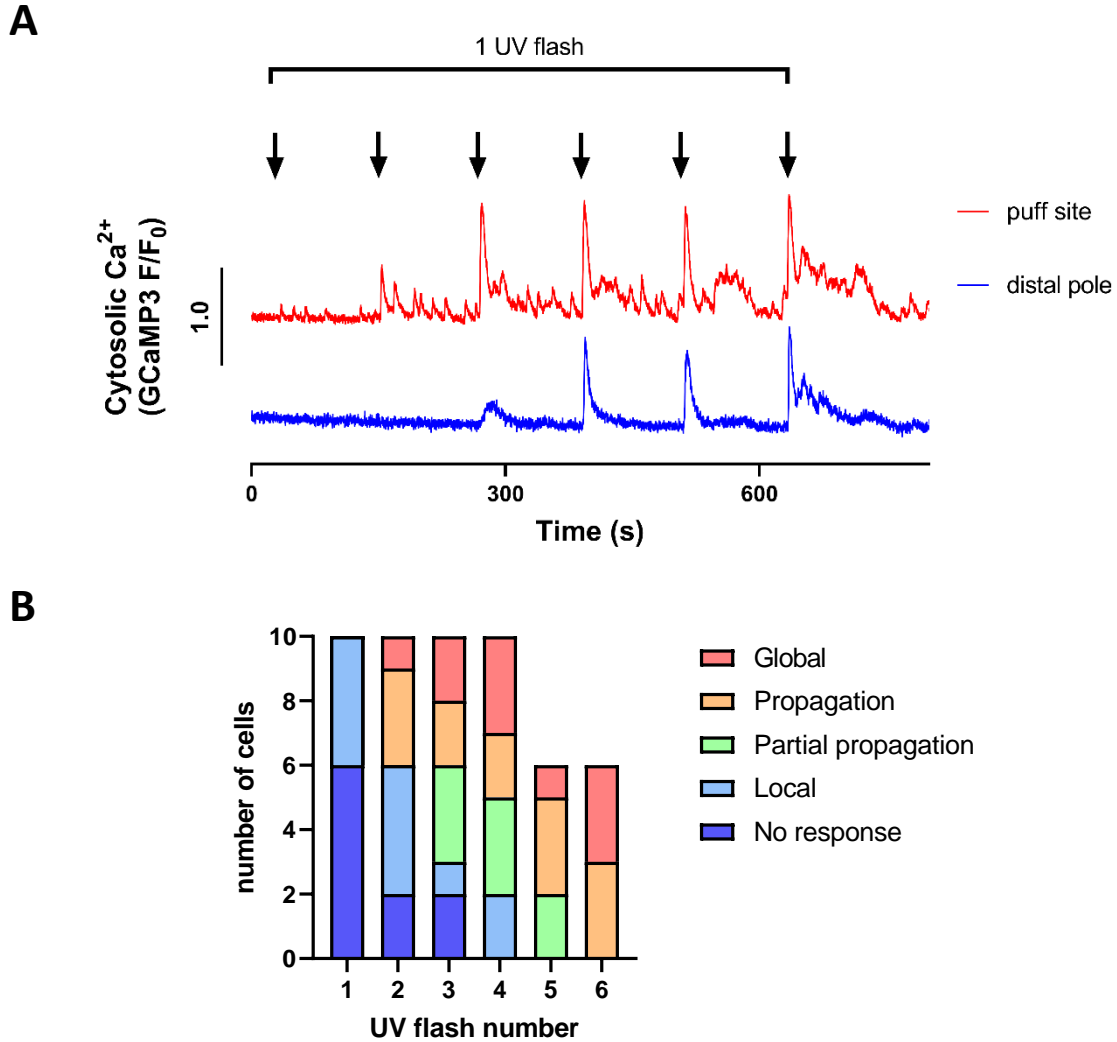 A
1 UV flash
Cytosolic Ca²⁺
(GCaMP3 F/F₀)
1.0
puff site
distal pole
0 300 600
Time (s)
B
number of cells
10
8
6
4
2
0
Global
Propagation
Partial propagation
Local
No response
1 2 3 4 5 6
UV flash number